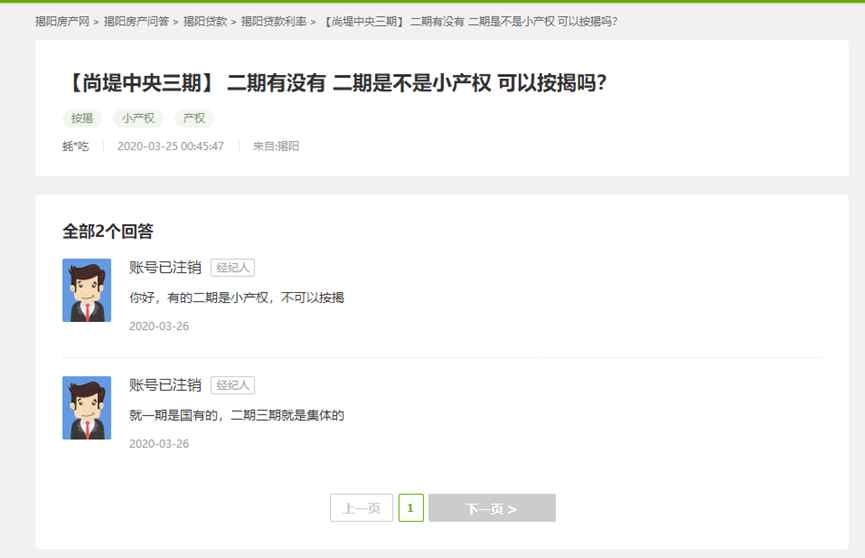 揭阳房产网 > 揭阳房产问答 > 揭阳贷款 > 揭阳贷款利率 > 【尚堤中央三期】 二期有没有 二期是不是小产权 可以按揭吗?
【尚堤中央三期】 二期有没有 二期是不是小产权 可以按揭吗?
按揭 小产权 产权
蚝*吃 | 2020-03-25 00:45:47 | 来自:揭阳
全部2个回答
账号已注销 经纪人
你好，有的二期是小产权，不可以按揭
2020-03-26
账号已注销 经纪人
就一期是国有的，二期三期就是集体的
2020-03-26
上一页 1 下一页 >